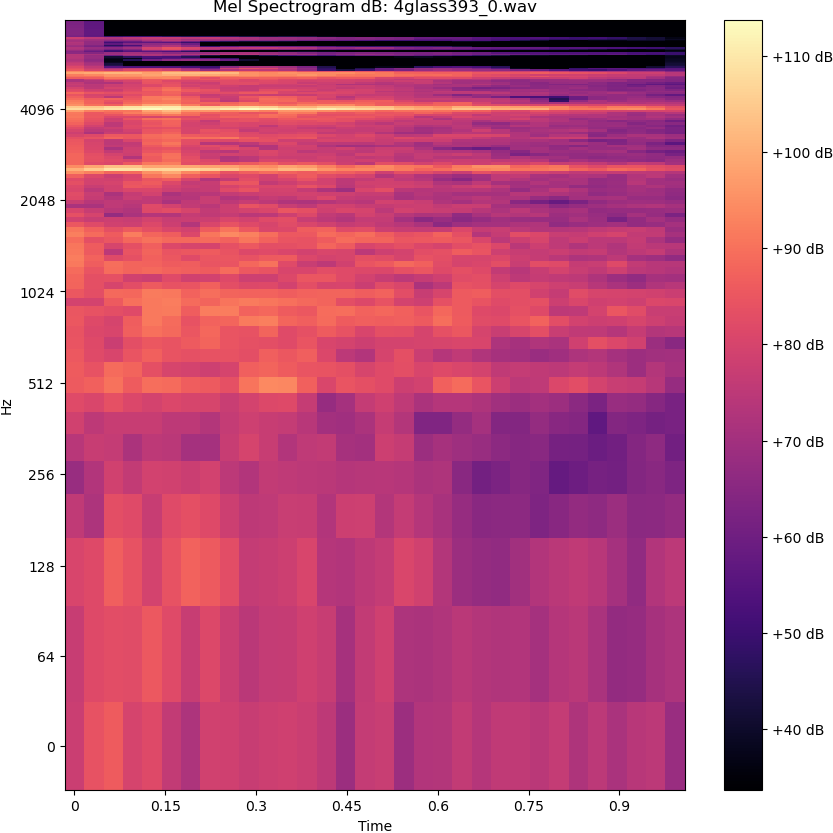 Mel Spectrogram dB: 4glass393_0.wav
+110 dB
4096
+100 dB
2048
+90 dB
1024
+80 dB
512
Hz
+70 dB
256
+60 dB
128
+50 dB
64
+40 dB
0
0 0.15 0.3 0.45 0.6 0.75 0.9
Time